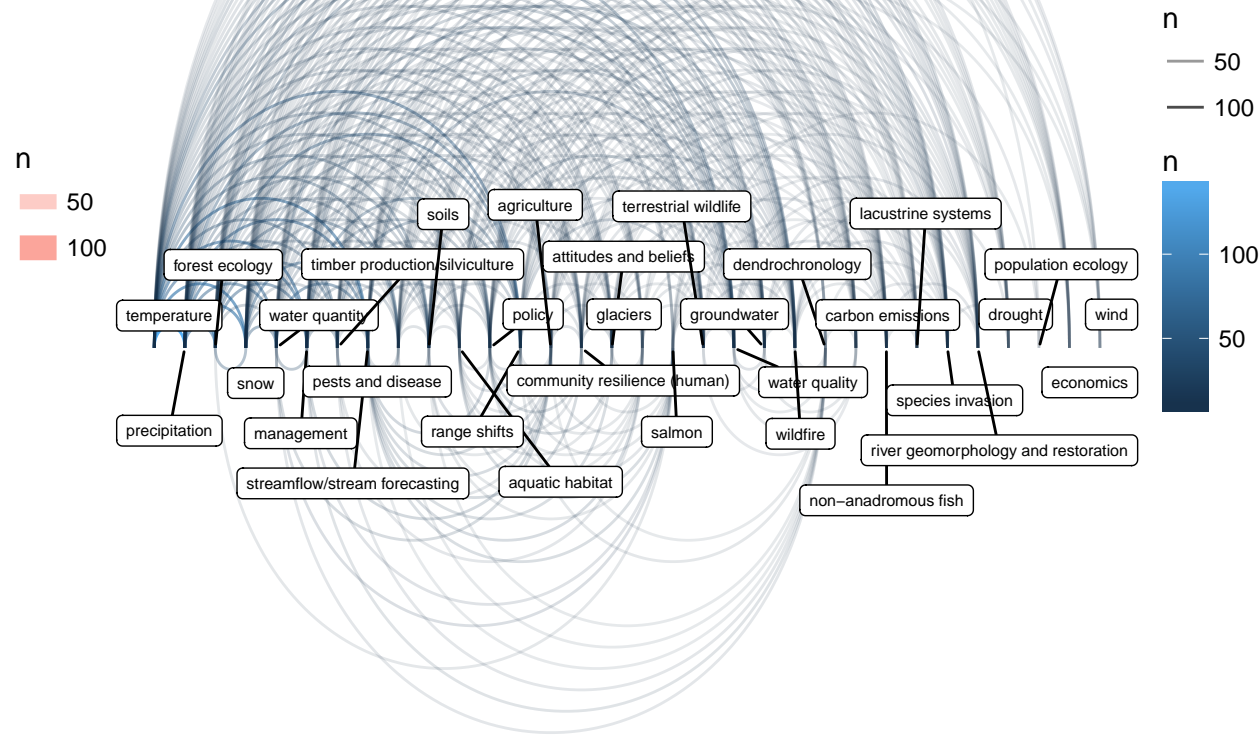 n
50
100
n
50
100
n
100
50
soils
agriculture
terrestrial wildlife
lacustrine systems
forest ecology
timber production/silviculture
attitudes and beliefs
dendrochronology
population ecology
temperature
water quantity
policy
glaciers
groundwater
carbon emissions
drought
wind
snow
pests and disease
community resilience (human)
water quality
species invasion
economics
precipitation
management
range shifts
salmon
wildfire
river geomorphology and restoration
streamflow/stream forecasting
aquatic habitat
non−anadromous fish